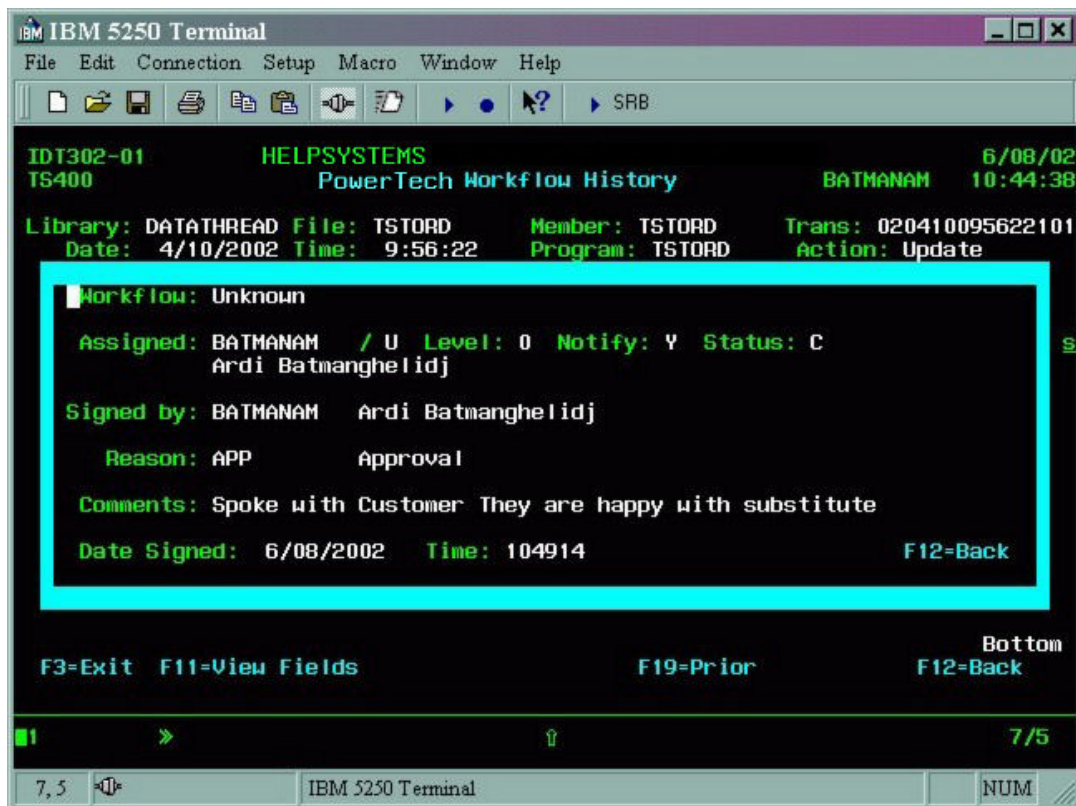 IBM IBM 5250 Terminal
File Edit Connection Setup Macro Window Help
SRB
IDT302-01 HELPSYSTEMS 6/08/02
TS400 PowerTech Workflow History BATMANAM 10:44:38
Library: DATATHREAD File: TSTORD Member: TSTORD Trans: 020410095622101
Date: 4/10/2002 Time: 9:56:22 Program: TSTORD Action: Update
Workflow: Unknown
Assigned: BATMANAM / U Level: 0 Notify: Y Status: C s
Ardi Batmanghelidj
Signed by: BATMANAM Ardi Batmanghelidj
Reason: APP Approval
Comments: Spoke with Customer They are happy with substitute
Date Signed: 6/08/2002 Time: 104914 F12=Back
Bottom
F3=Exit F11=View Fields F19=Prior F12=Back
1 7/5
7, 5 IBM 5250 Terminal NUM